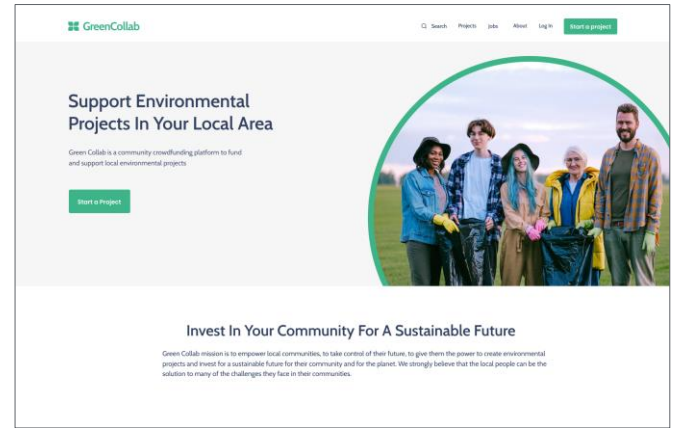 GreenCollab
Search Projects Jobs About Log In Start a project
Support Environmental
Projects In Your Local Area
Green Collab is a community crowdfunding platform to fund
and support local environmental projects
Start a Project
Invest In Your Community For A Sustainable Future
Green Collab mission is to empower local communities, to take control of their future, to give them the power to create environmental
projects and invest for a sustainable future for their community and for the planet. We strongly believe that the local people can be the
solution to many of the challenges they face in their communities.